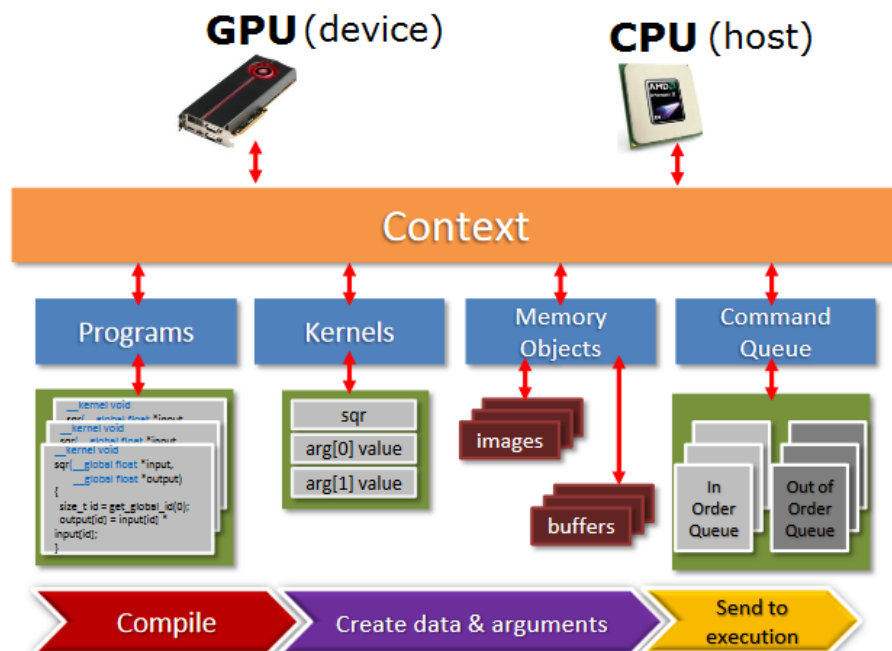 GPU (device)
CPU (host)
AMD
Context
Programs
Kernels
Memory
Objects
Command
Queue
__kernel void
__kernel void
__kernel void
sqr(__global float *input,
__global float *output)
{
size_t id = get_global_id(0);
output[id] = input[id] *
input[id];
}
sqr
arg[0] value
arg[1] value
images
buffers
In
Order
Queue
Out of
Order
Queue
Compile
Create data & arguments
Send to
execution